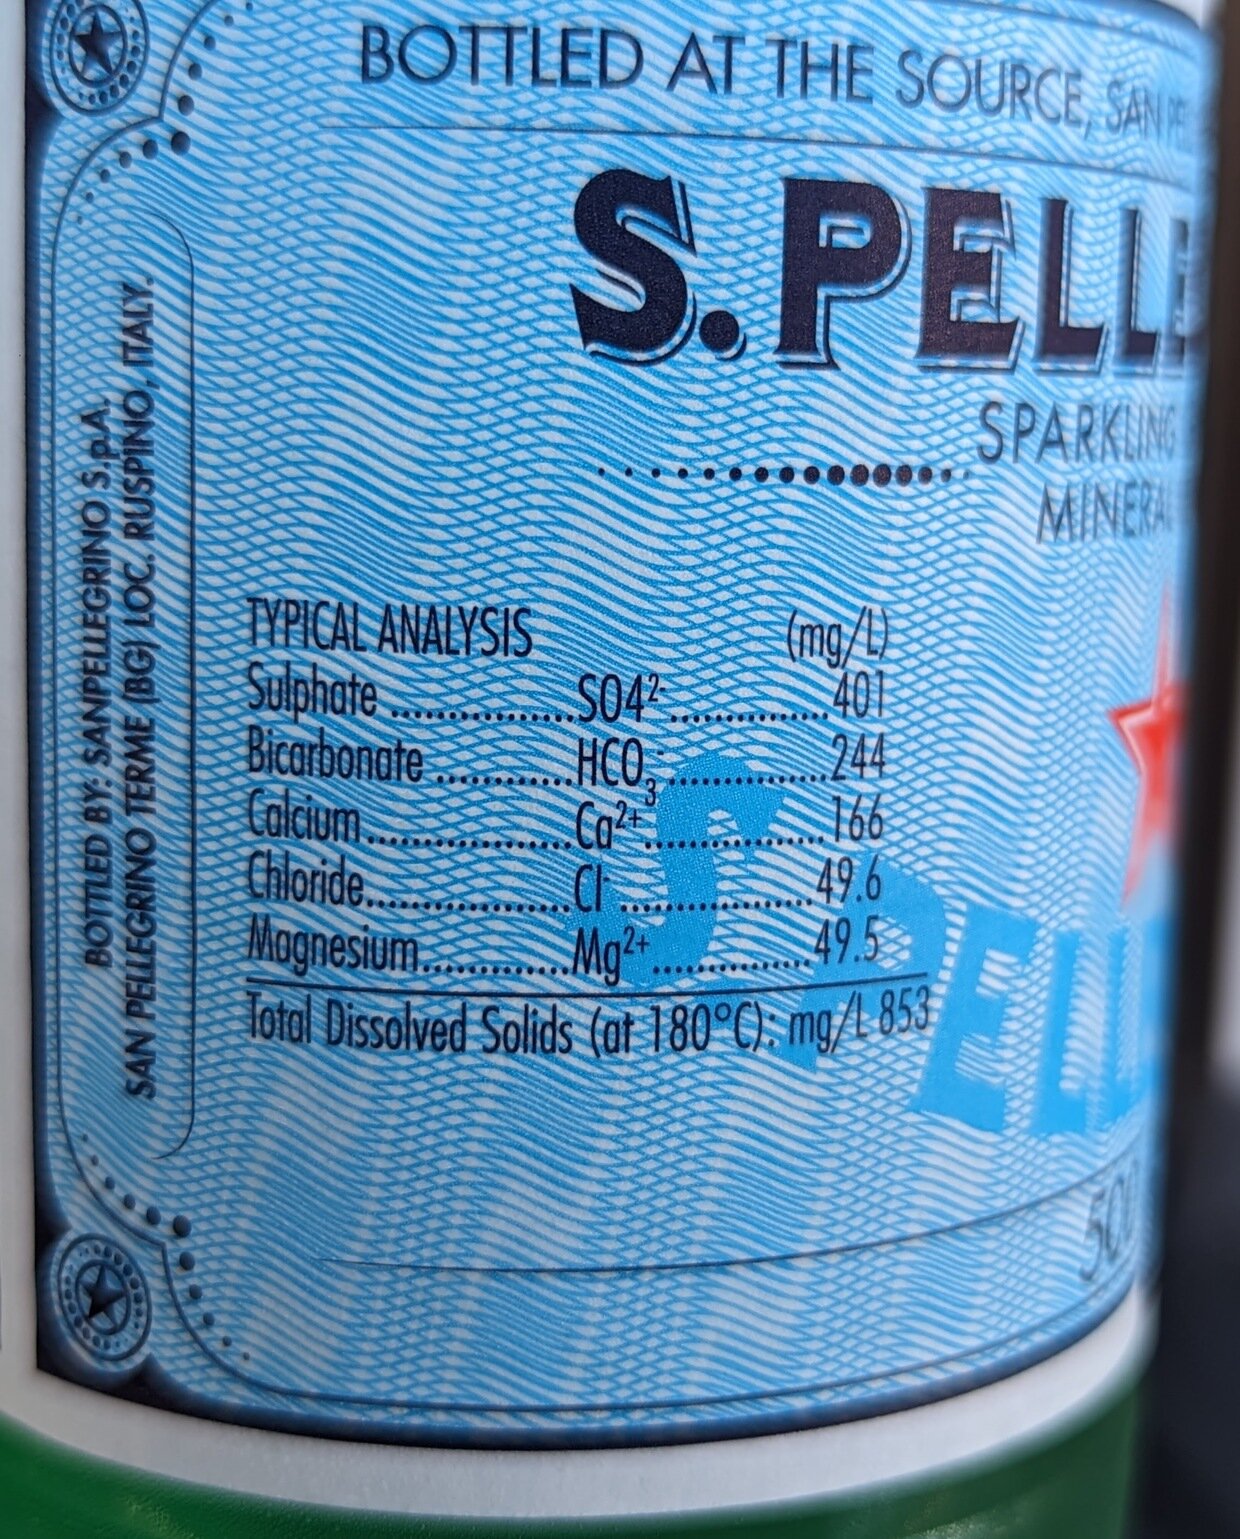 BOTTLED AT THE SOURCE, SAN
S.PELLE
SPARKLING
MINERAL
TYPICAL ANALYSIS (mg/L)
Sulphate ................SO4²⁻...............401
Bicarbonate ............HCO₃⁻...............244
Calcium...................Ca²⁺.................166
Chloride...................Cl⁻..................49.6
Magnesium..............Mg²⁺...............49.5
Total Dissolved Solids (at 180°C): mg/L 853
S PELLE
500
BOTTLED BY: SANPELLEGRINO S.p.A.
SAN PELLEGRINO TERME (BG) LOC. RUSPINO, ITALY.